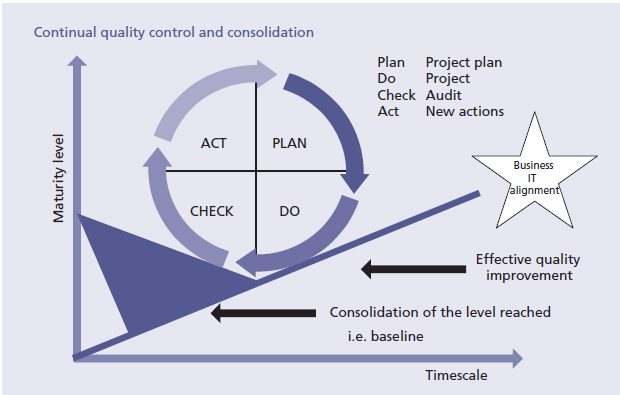 Continual quality control and consolidation
Plan Project plan
Do Project
Check Audit
Act New actions
Maturity level
ACT PLAN
CHECK DO
Business
IT
alignment
Effective quality
improvement
Consolidation of the level reached
i.e. baseline
Timescale